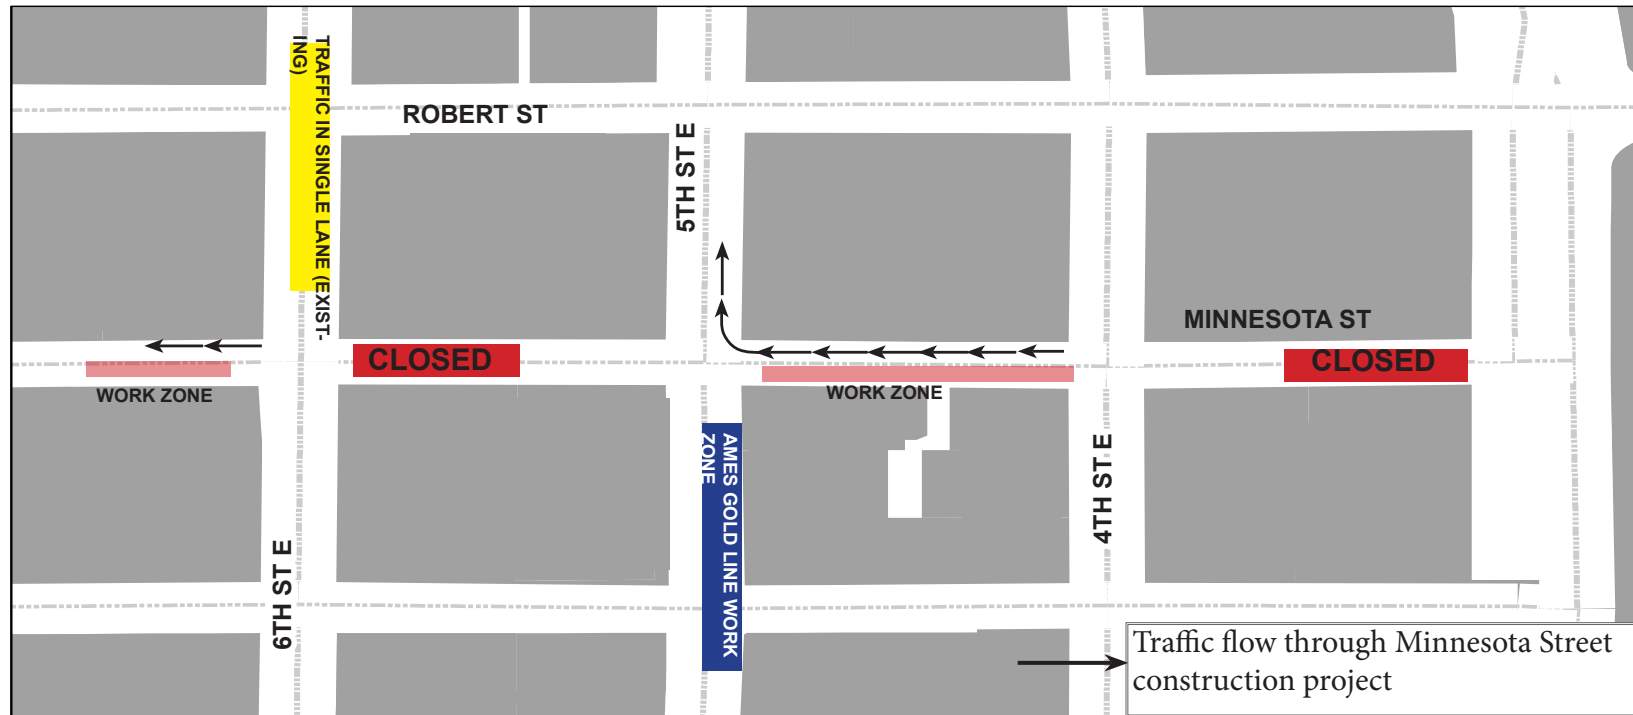 TRAFFIC IN SINGLE LANE (EXIST-
ING)
ROBERT ST
5TH ST E
MINNESOTA ST
CLOSED
CLOSED
WORK ZONE
WORK ZONE
AMES GOLD LINE WORK
ZONE
4TH ST E
6TH ST E
Traffic flow through Minnesota Street
construction project